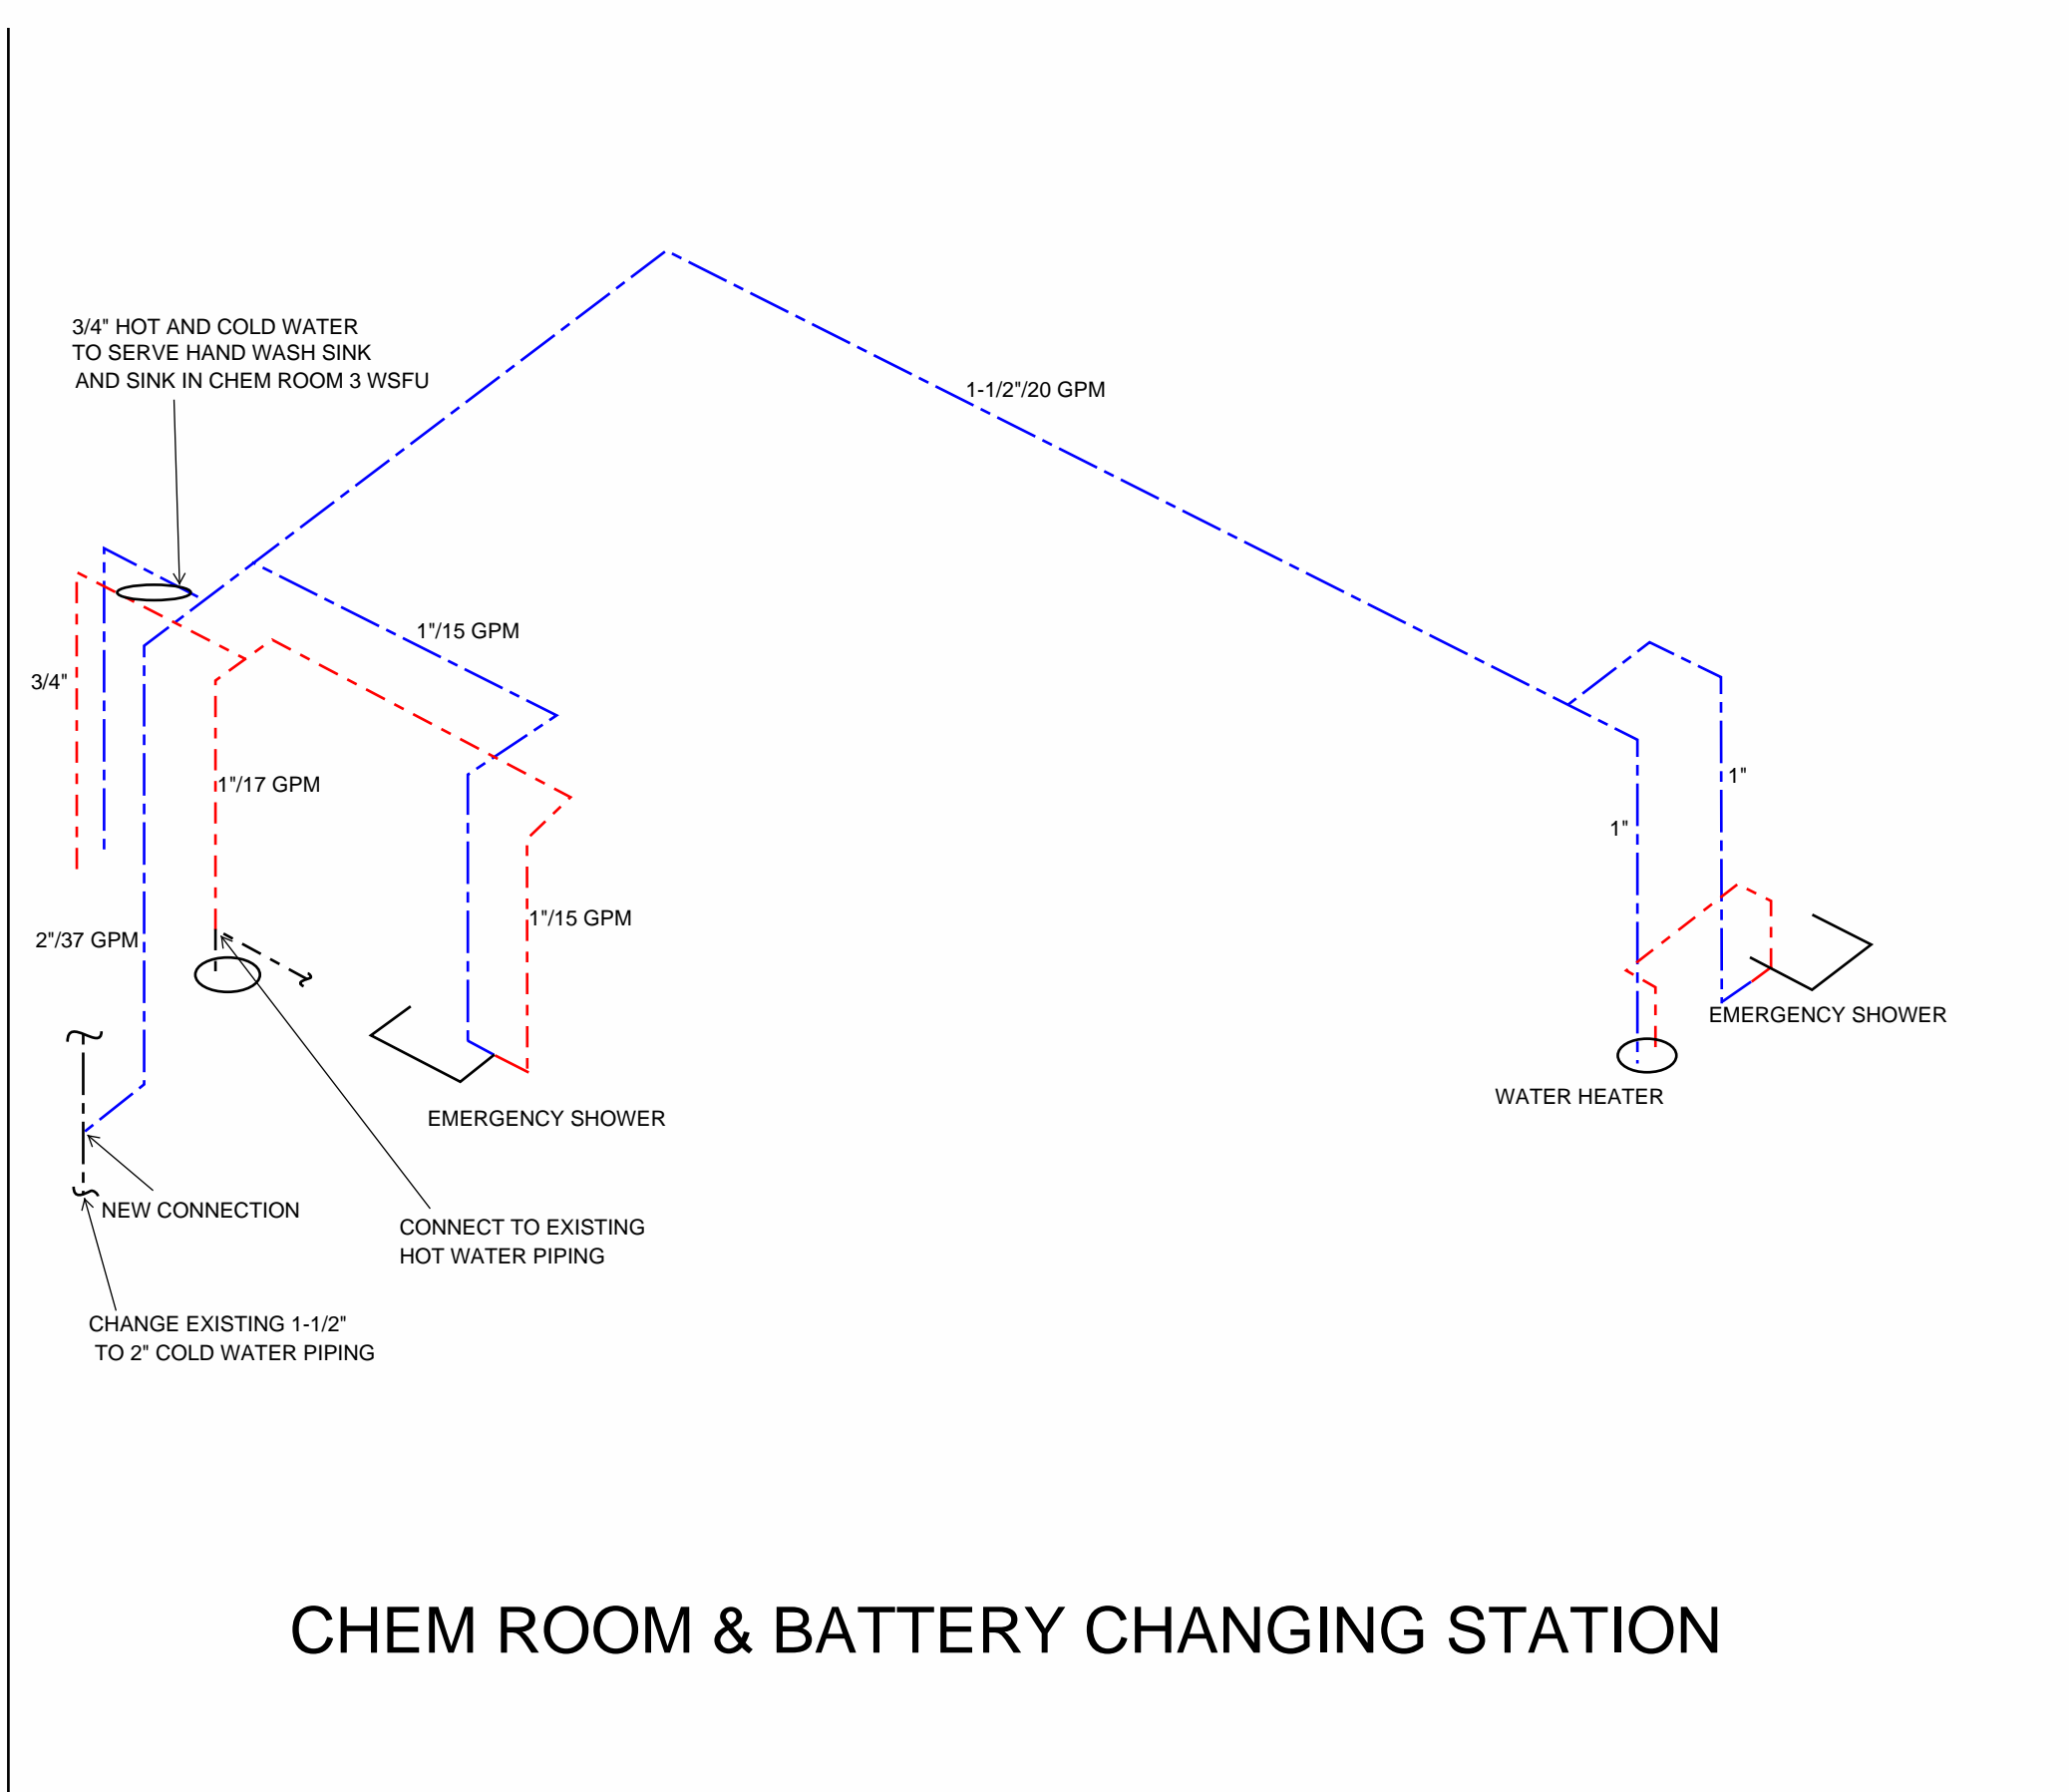 3/4" HOT AND COLD WATER
TO SERVE HAND WASH SINK
AND SINK IN CHEM ROOM 3 WSFU
1-1/2"/20 GPM
1"/15 GPM
3/4"
1"/17 GPM
1"
1"
1"/15 GPM
2"/37 GPM
EMERGENCY SHOWER
WATER HEATER
EMERGENCY SHOWER
NEW CONNECTION
CONNECT TO EXISTING
HOT WATER PIPING
CHANGE EXISTING 1-1/2"
TO 2" COLD WATER PIPING
CHEM ROOM & BATTERY CHANGING STATION